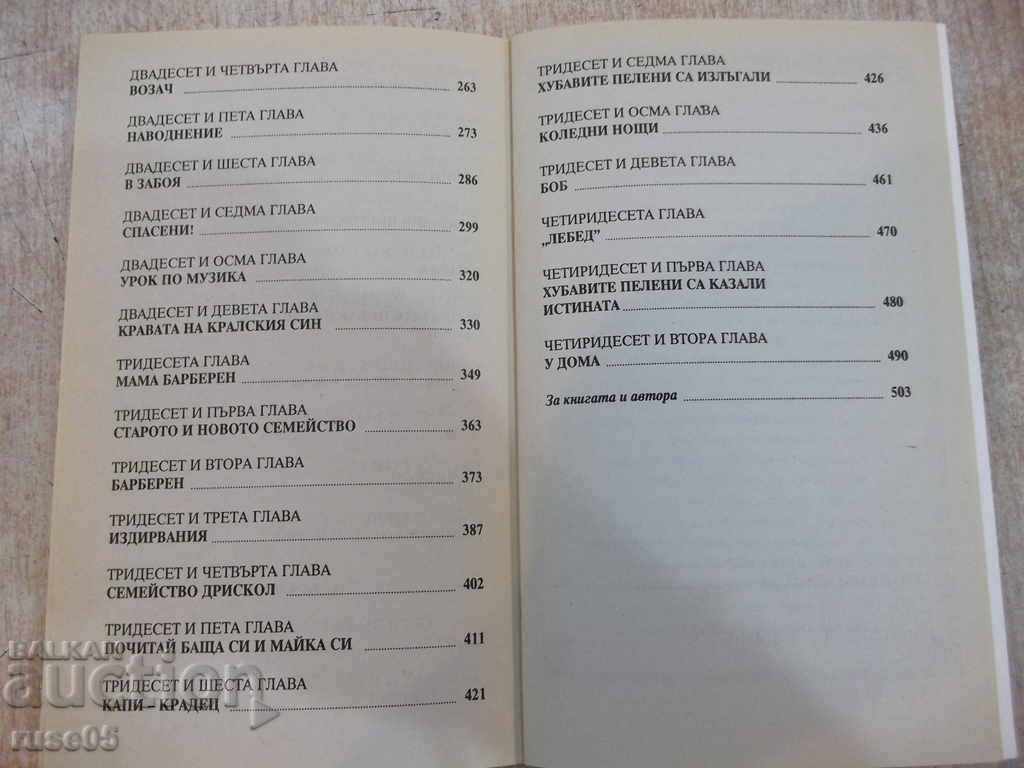 ДВАДЕСЕТ И ЧЕТВЪРТА ГЛАВА
ВОЗАЧ 263
ДВАДЕСЕТ И ПЕТА ГЛАВА
НАВОДНЕНИЕ 273
ДВАДЕСЕТ И ШЕСТА ГЛАВА
В ЗАБОЯ 286
ДВАДЕСЕТ И СЕДМА ГЛАВА
СПАСЕНИ! 299
ДВАДЕСЕТ И ОСМА ГЛАВА
УРОК ПО МУЗИКА 320
ДВАДЕСЕТ И ДЕВЕТА ГЛАВА
КРАВАТА НА КРАЛСКИЯ СИН 330
ТРИДЕСЕТА ГЛАВА
МАМА БАРБЕРЕН 349
ТРИДЕСЕТ И ПЪРВА ГЛАВА
СТАРОТО И НОВОТО СЕМЕЙСТВО 363
ТРИДЕСЕТ И ВТОРА ГЛАВА
БАРБЕРЕН 373
ТРИДЕСЕТ И ТРЕТА ГЛАВА
ИЗДИРВАНИЯ 387
ТРИДЕСЕТ И ЧЕТВЪРТА ГЛАВА
СЕМЕЙСТВО ДРИСКОЛ 402
ТРИДЕСЕТ И ПЕТА ГЛАВА
ПОЧИТАЙ БАЩА СИ И МАЙКА СИ 411
ТРИДЕСЕТ И ШЕСТА ГЛАВА
КАПИ – КРАДЕЦ 421
ТРИДЕСЕТ И СЕДМА ГЛАВА
ХУБАВИТЕ ПЕЛЕНИ СА ИЗЛЪГАЛИ 426
ТРИДЕСЕТ И ОСМА ГЛАВА
КОЛЕДНИ НОЩИ 436
ТРИДЕСЕТ И ДЕВЕТА ГЛАВА
БОБ 461
ЧЕТИРИДЕСЕТА ГЛАВА
„ЛЕБЕД” 470
ЧЕТИРИДЕСЕТ И ПЪРВА ГЛАВА
ХУБАВИТЕ ПЕЛЕНИ СА КАЗАЛИ
ИСТИНАТА 480
ЧЕТИРИДЕСЕТ И ВТОРА ГЛАВА
У ДОМА 490
За книгата и автора 503
BALKAN
auction
ruse05